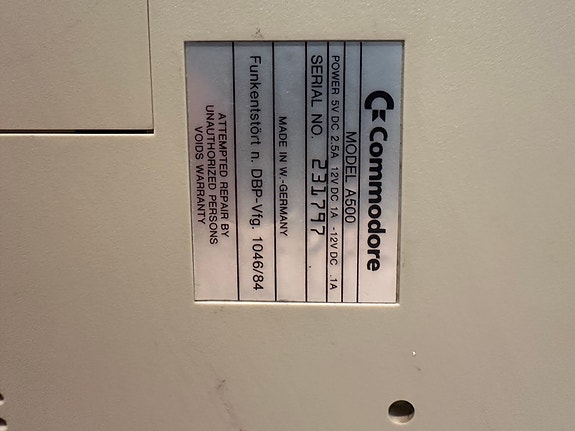 Commodore
MODEL A500
POWER 5V DC 2.5A 12V DC 1A -12V DC .1A
SERIAL NO. 231797
MADE IN W.-GERMANY
Funkentstört n. DBP-Vfg. 1046/84
ATTEMPTED REPAIR BY
UNAUTHORIZED PERSONS
VOIDS WARRANTY